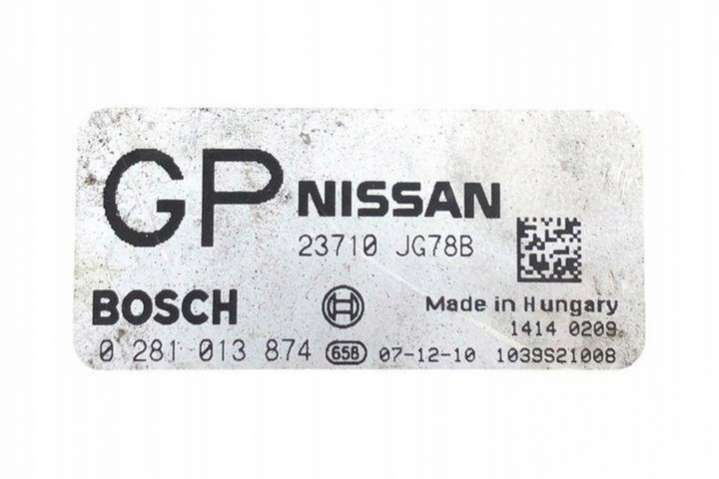 GP NISSAN
23710 JG78B
BOSCH
Made in Hungary
1414 0209
0 281 013 874 658 07-12-10 1039S21008